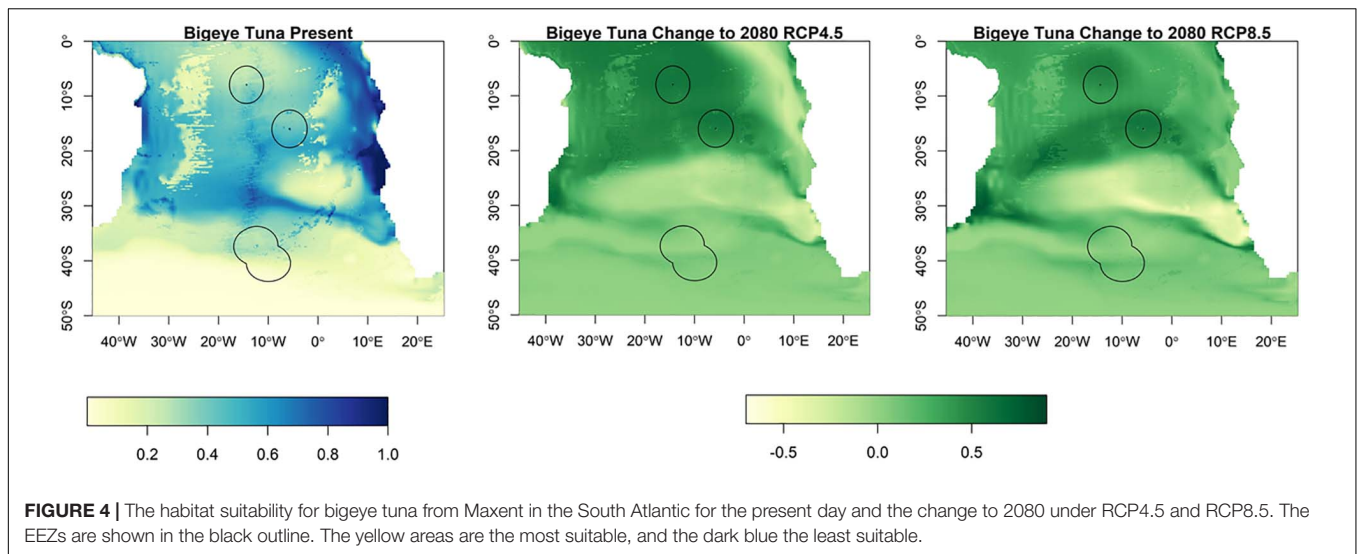 Bigeye Tuna Present
Bigeye Tuna Change to 2080 RCP4.5
Bigeye Tuna Change to 2080 RCP8.5
0°
10°S
20°S
30°S
40°S
50°S
40°W 30°W 20°W 10°W 0° 10°E 20°E
0°
10°S
20°S
30°S
40°S
50°S
40°W 30°W 20°W 10°W 0° 10°E 20°E
0°
10°S
20°S
30°S
40°S
50°S
40°W 30°W 20°W 10°W 0° 10°E 20°E
0.2 0.4 0.6 0.8 1.0
-0.5 0.0 0.5
FIGURE 4 | The habitat suitability for bigeye tuna from Maxent in the South Atlantic for the present day and the change to 2080 under RCP4.5 and RCP8.5. The
EEZs are shown in the black outline. The yellow areas are the most suitable, and the dark blue the least suitable.